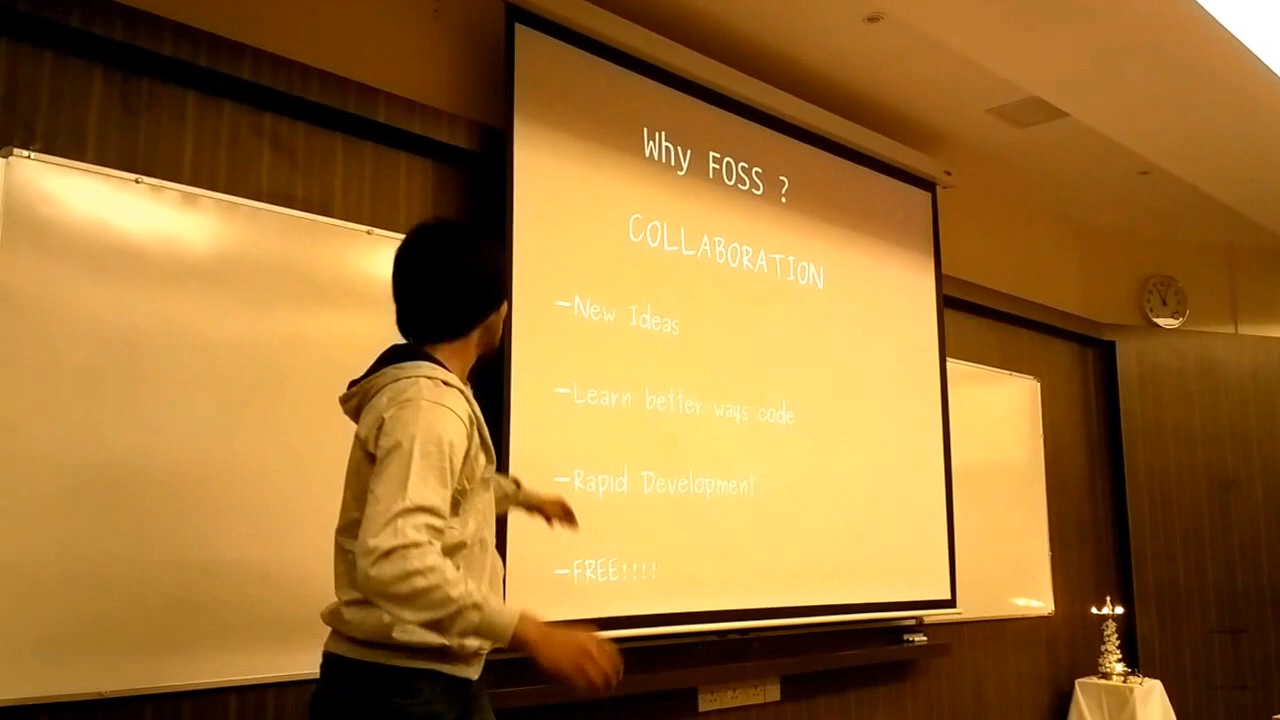 Why FOSS ?
COLLABORATION
-New Ideas
-Learn better ways code
-Rapid Development
-FREE!!!!